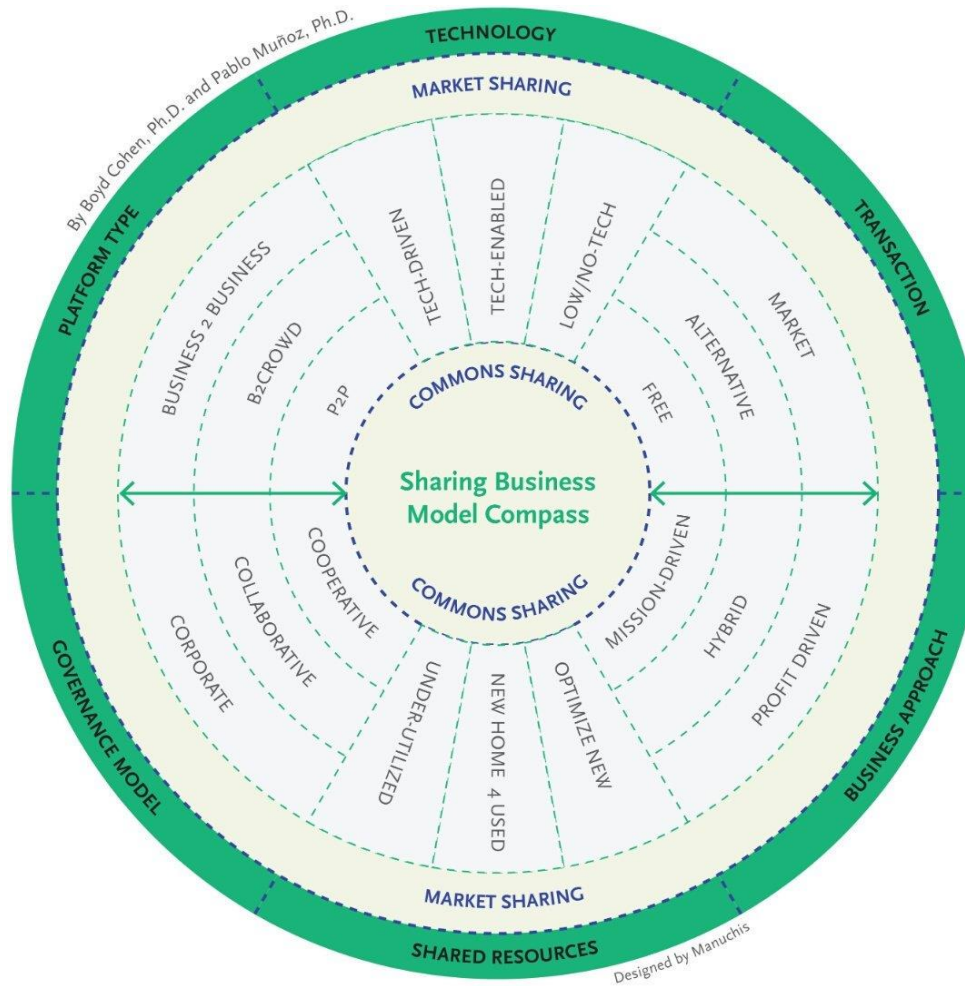 By Boyd Cohen, Ph.D. and Pablo Muñoz, Ph.D.
TECHNOLOGY
MARKET SHARING
PLATFORM TYPE
TRANSACTION
BUSINESS 2 BUSINESS
B2CROWD
P2P
TECH-DRIVEN
TECH-ENABLED
LOW/NO-TECH
FREE
ALTERNATIVE
MARKET
COMMONS SHARING
Sharing Business
Model Compass
COMMONS SHARING
CORPORATE
COLLABORATIVE
COOPERATIVE
UNDER-UTILIZED
NEW HOME 4 USED
OPTIMIZE NEW
MISSION-DRIVEN
HYBRID
PROFIT DRIVEN
GOVERNANCE MODEL
BUSINESS APPROACH
MARKET SHARING
SHARED RESOURCES
Designed by Manuchis